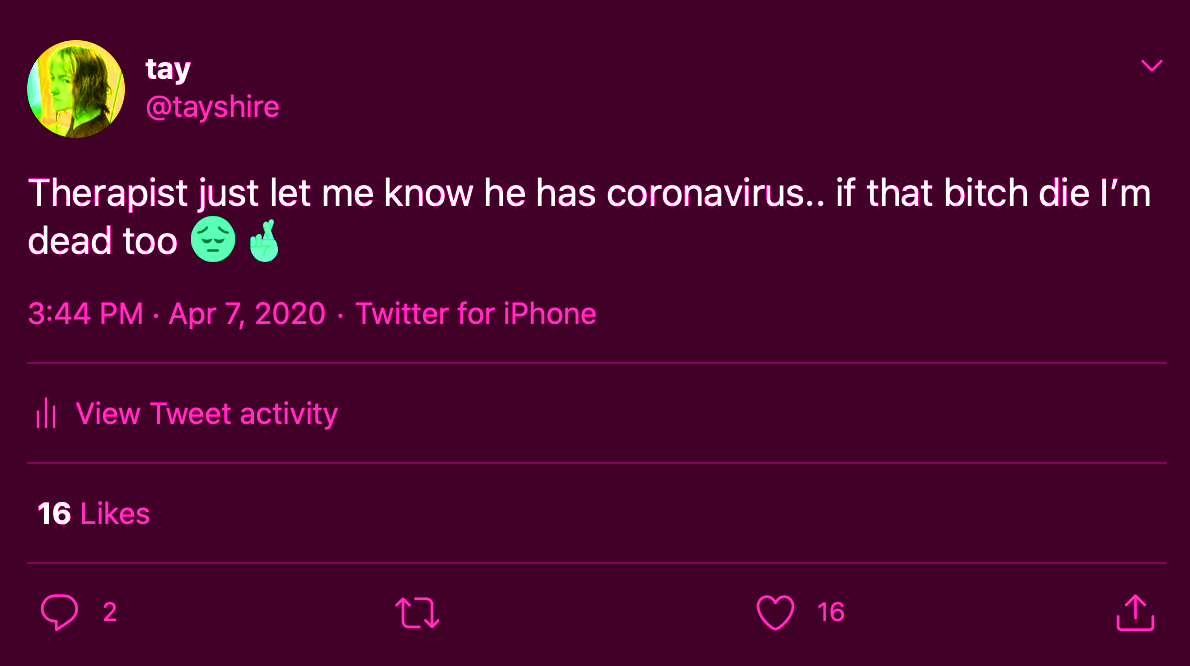 tay
@tayshire
Therapist just let me know he has coronavirus.. if that bitch die I’m
dead too 😔🤞
3:44 PM · Apr 7, 2020 · Twitter for iPhone
View Tweet activity
16 Likes
2 16